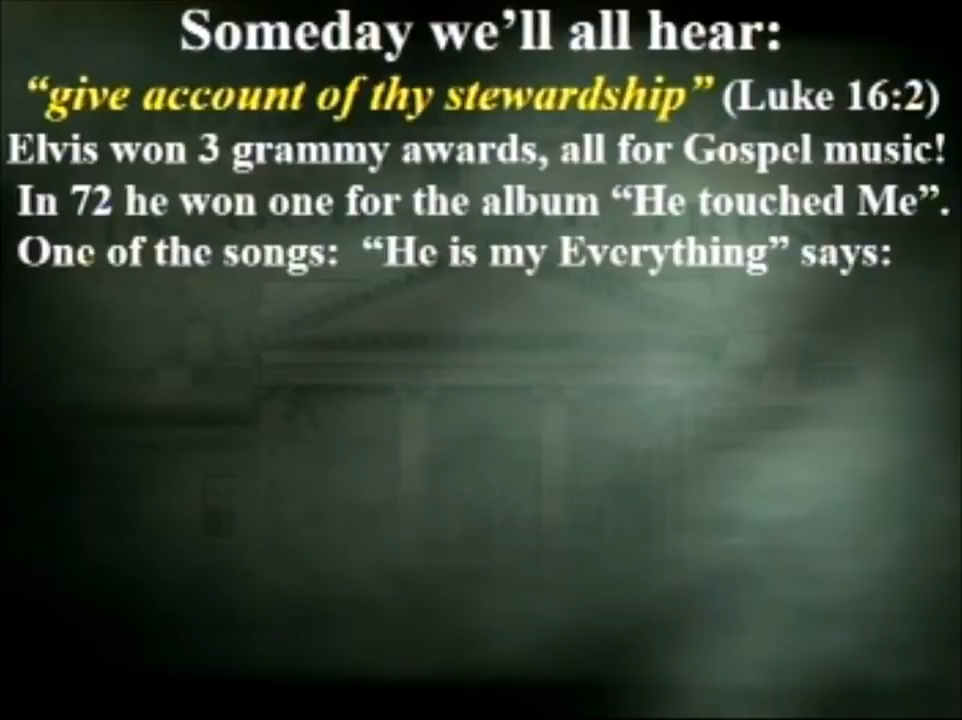 Someday we'll all hear:
“give account of thy stewardship” (Luke 16:2)
Elvis won 3 grammy awards, all for Gospel music!
In 72 he won one for the album “He touched Me”.
One of the songs: “He is my Everything” says: